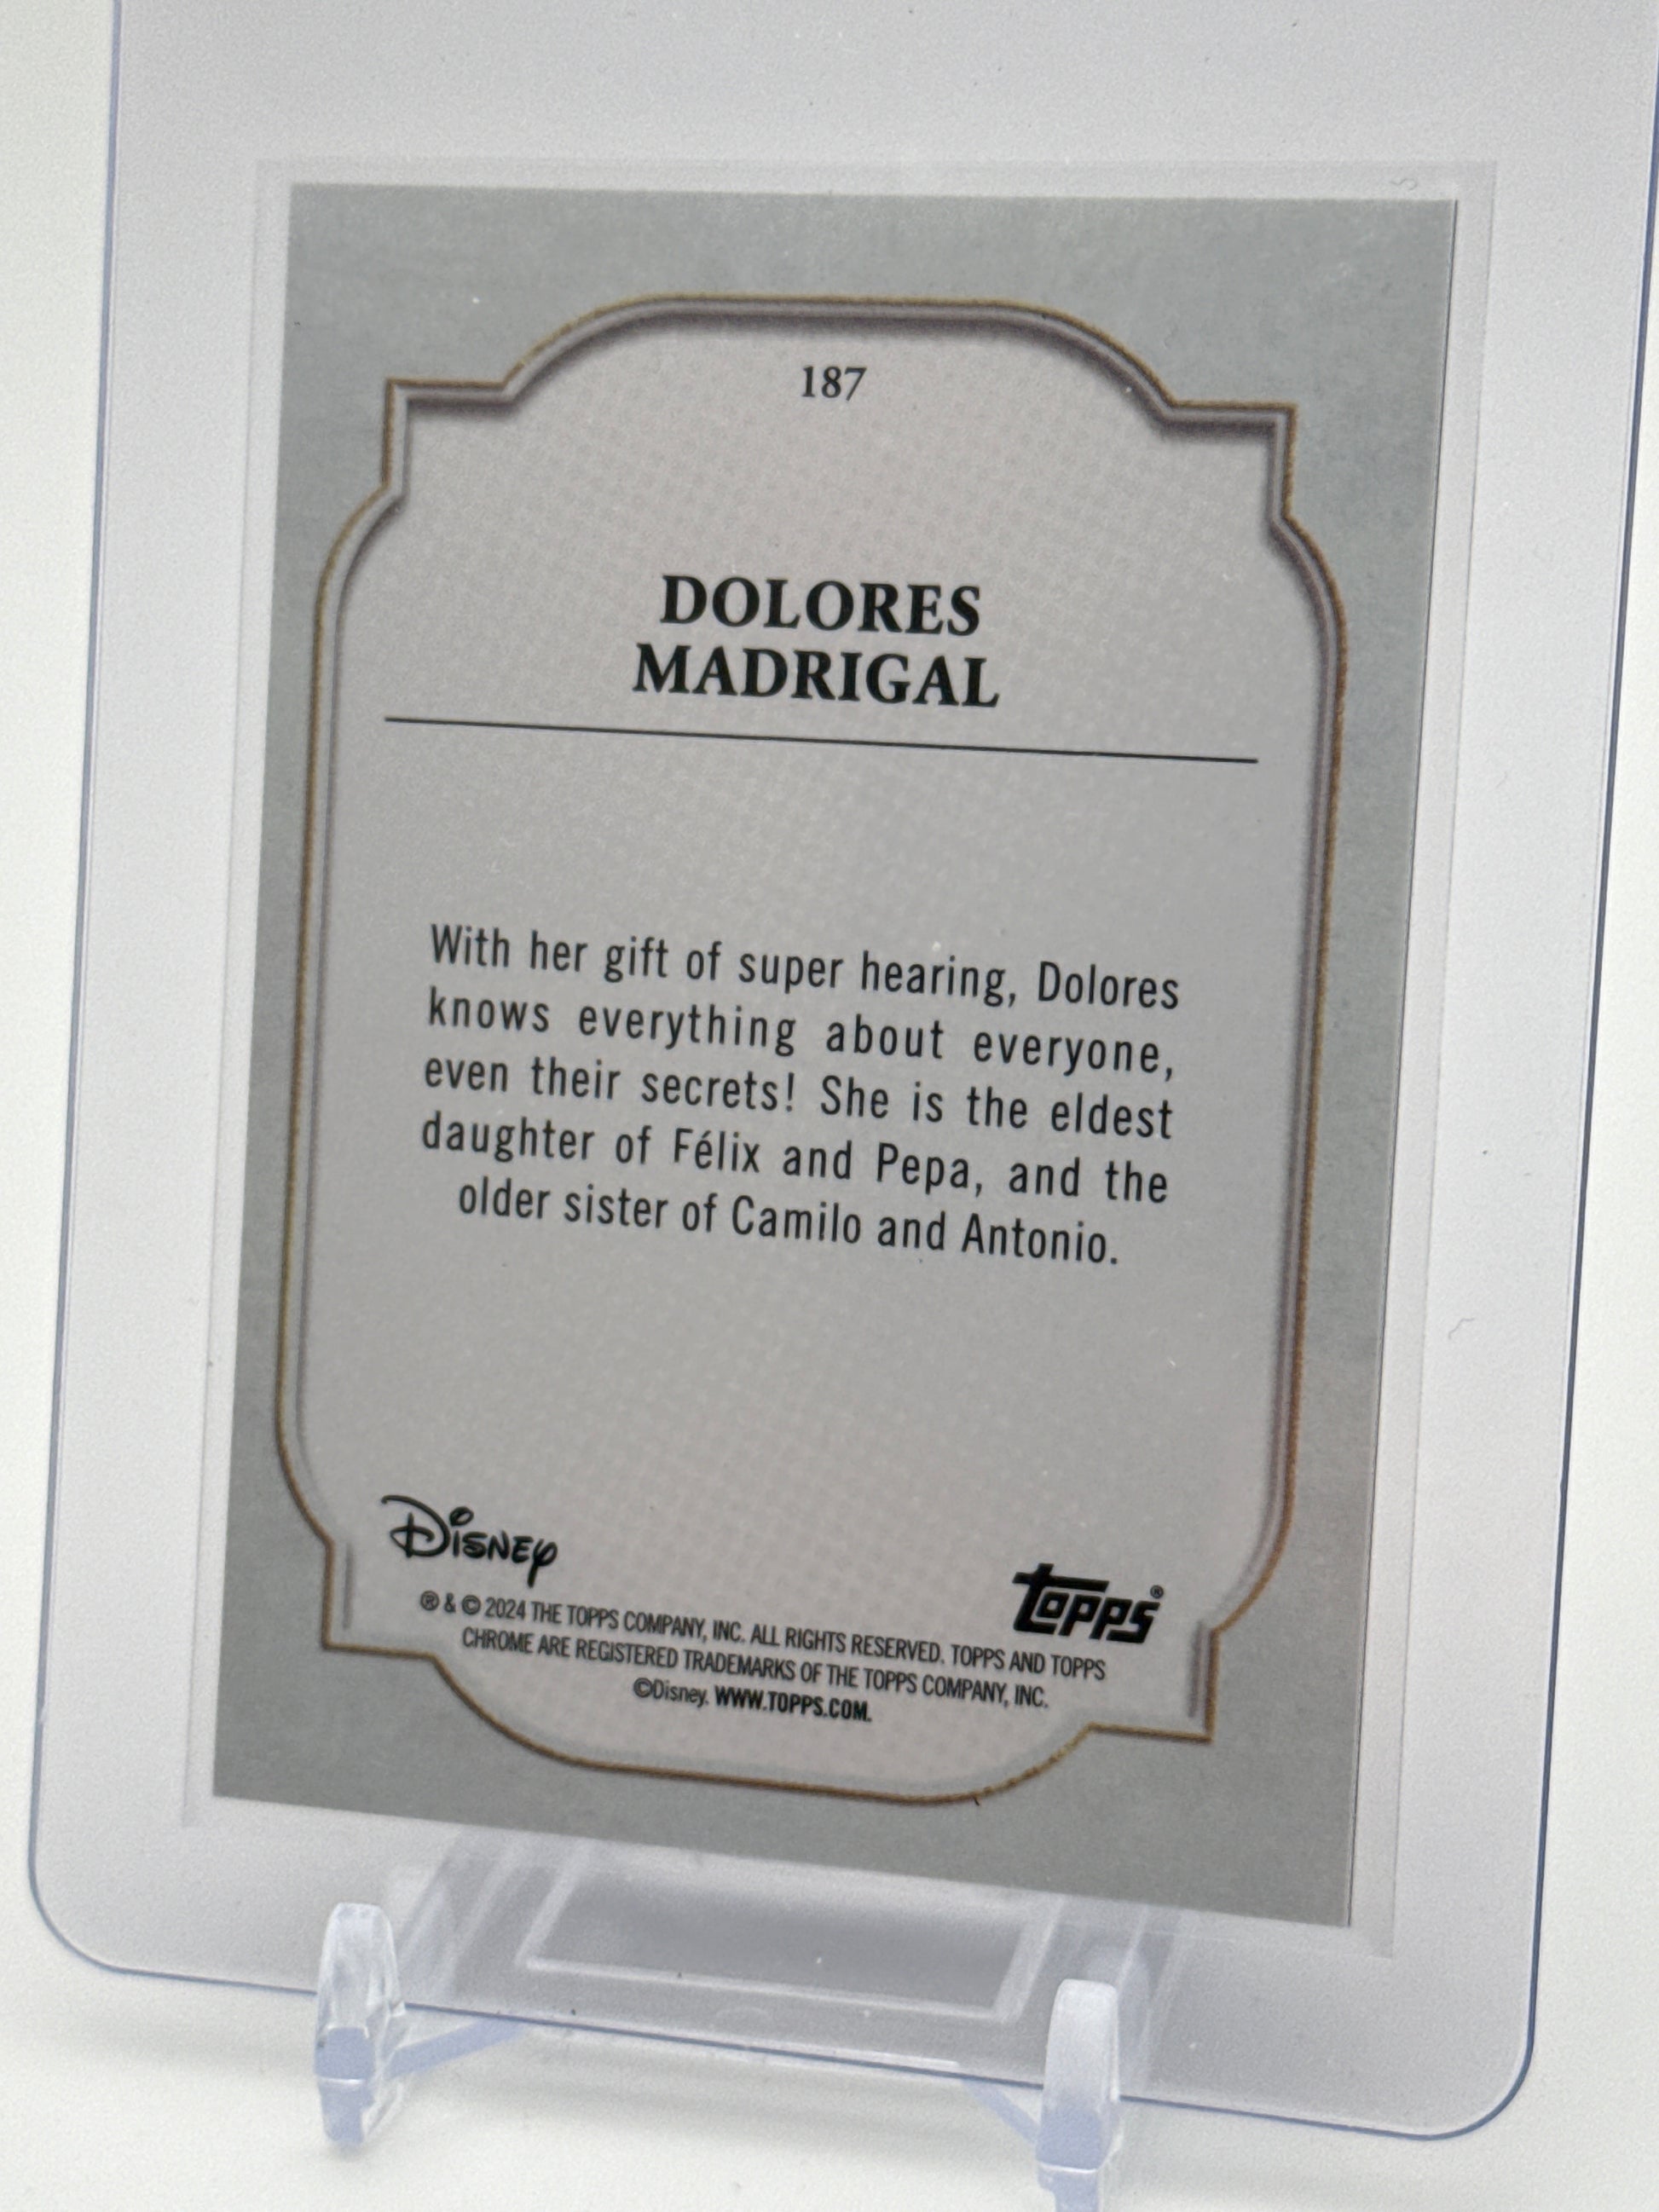 187
DOLORES
MADRIGAL
With her gift of super hearing, Dolores
knows everything about everyone,
even their secrets! She is the eldest
daughter of Félix and Pepa, and the
older sister of Camilo and Antonio.
Disney
topps®
® & © 2024 THE TOPPS COMPANY, INC. ALL RIGHTS RESERVED. TOPPS AND TOPPS
CHROME ARE REGISTERED TRADEMARKS OF THE TOPPS COMPANY, INC.
©Disney. WWW.TOPPS.COM.